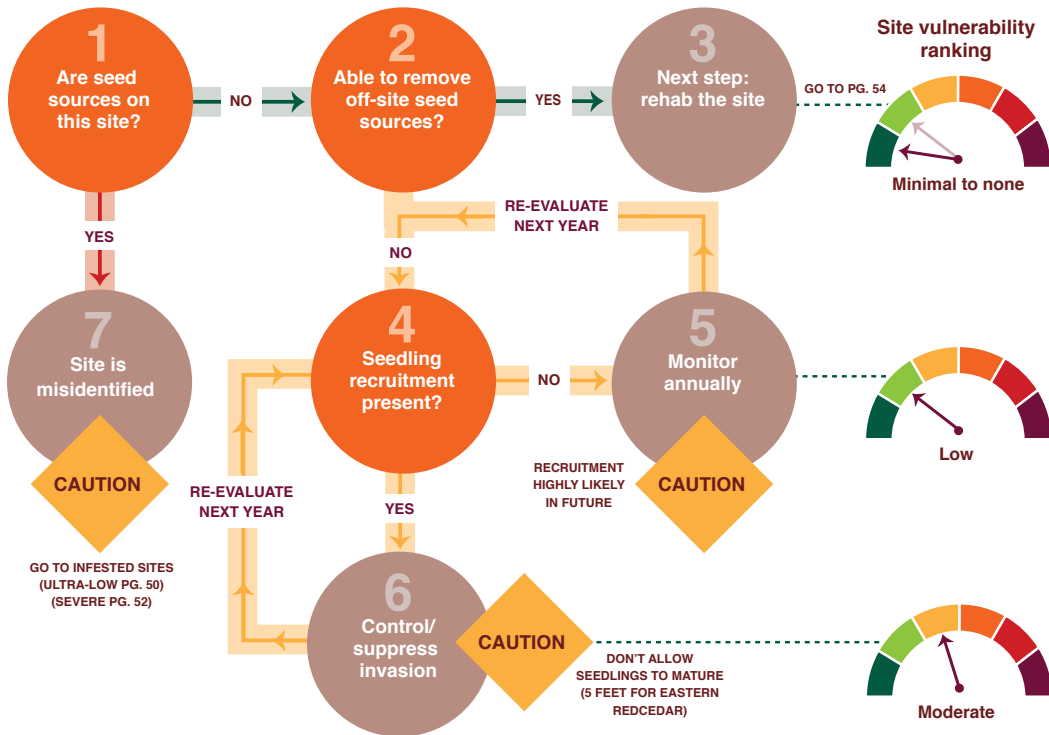 1
Are seed
sources on
this site?
NO
2
Able to remove
off-site seed
sources?
YES
3
Next step:
rehab the site
GO TO PG. 54
Site vulnerability
ranking
Minimal to none
YES
NO
RE-EVALUATE
NEXT YEAR
7
Site is
misidentified
CAUTION
GO TO INFESTED SITES
(ULTRA-LOW PG. 50)
(SEVERE PG. 52)
4
Seedling
recruitment
present?
NO
5
Monitor
annually
RECRUITMENT
HIGHLY LIKELY
IN FUTURE
CAUTION
Low
RE-EVALUATE
NEXT YEAR
YES
6
Control/
suppress
invasion
CAUTION
DON'T ALLOW
SEEDLINGS TO MATURE
(5 FEET FOR EASTERN
REDCEDAR)
Moderate